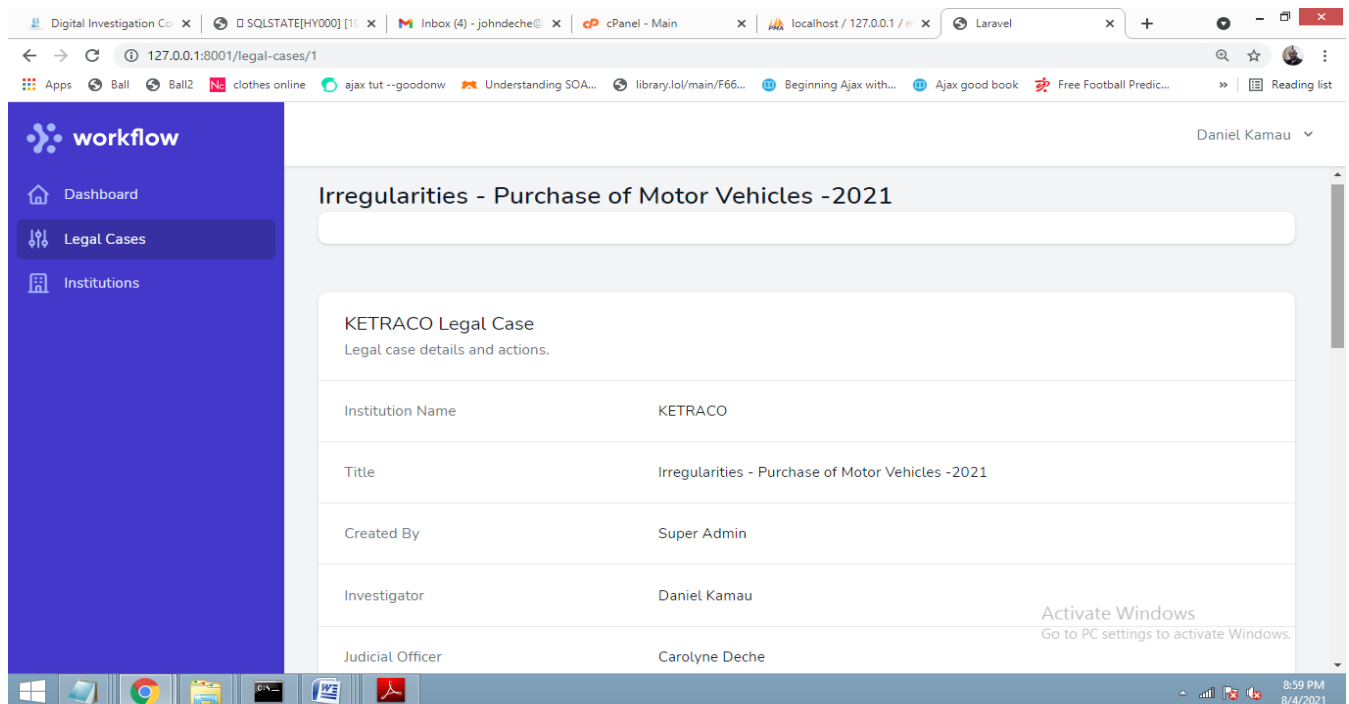 Digital Investigation Co
SQLSTATE[HY000] [10
Inbox (4) - johndeche@
cPanel - Main
localhost / 127.0.0.1 / m
Laravel
127.0.0.1:8001/legal-cases/1
Apps
Ball
Ball2
Nc
clothes online
ajax tut --goodonw
Understanding SOA...
library.lol/main/F66...
Beginning Ajax with...
Ajax good book
Free Football Predic...
»
Reading list
workflow
Daniel Kamau
Dashboard
Legal Cases
Institutions
Irregularities - Purchase of Motor Vehicles -2021
KETRACO Legal Case
Legal case details and actions.
Institution Name KETRACO
Title Irregularities - Purchase of Motor Vehicles -2021
Created By Super Admin
Investigator Daniel Kamau
Judicial Officer Carolyne Deche
Activate Windows
Go to PC settings to activate Windows.
8:59 PM
8/4/2021